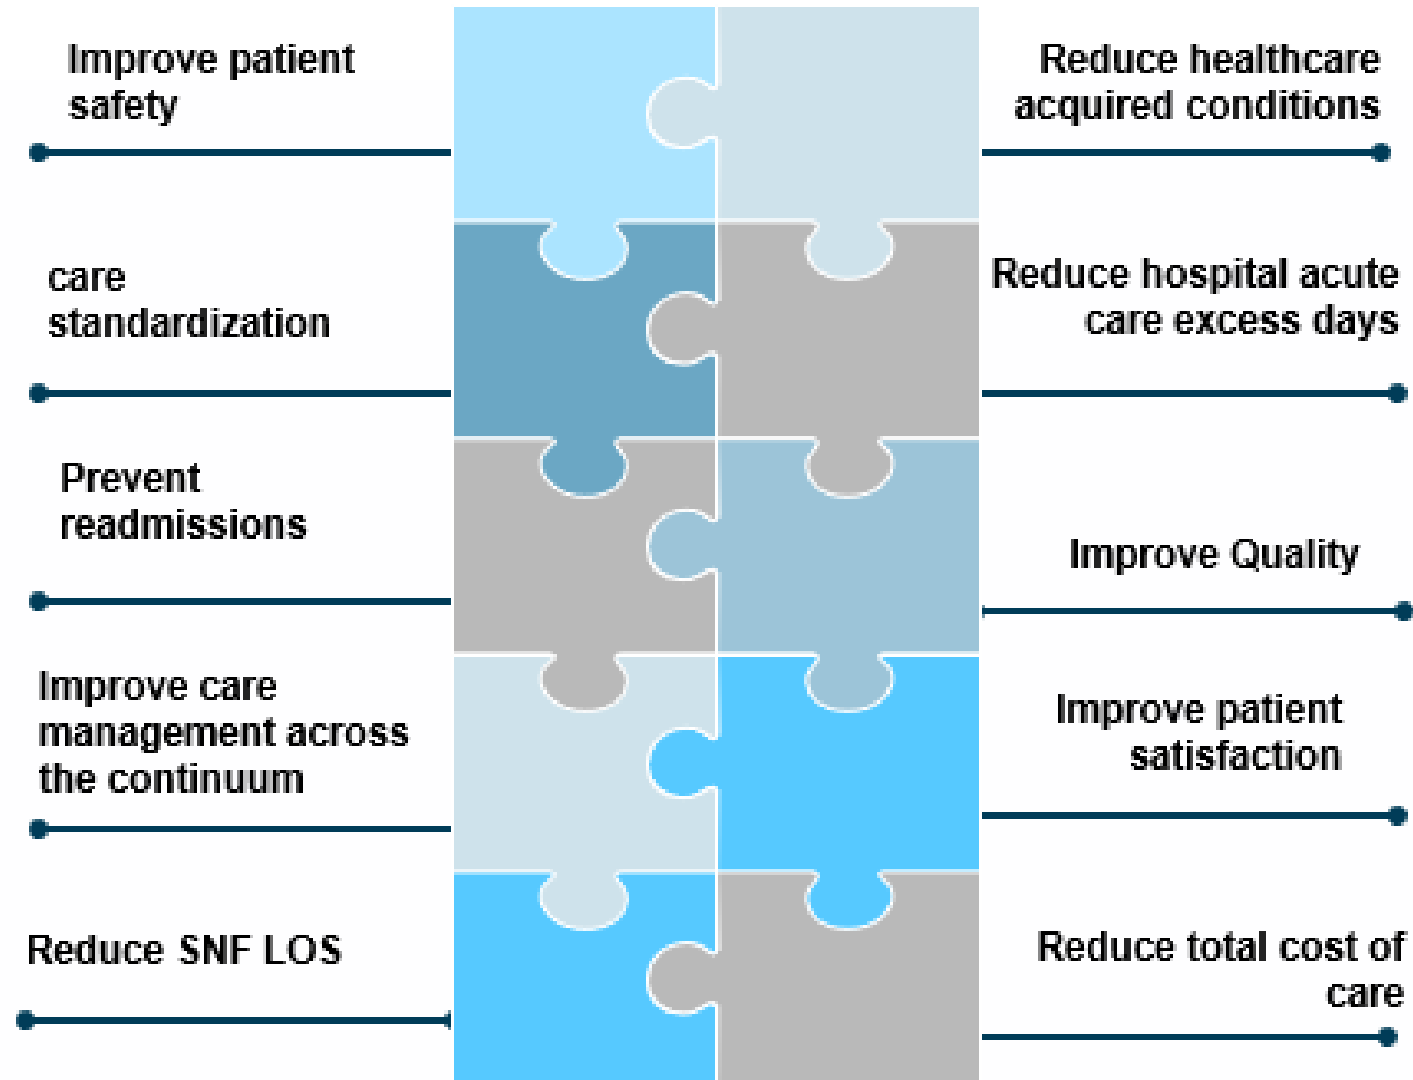 Improve patient
safety
Reduce healthcare
acquired conditions
care
standardization
Reduce hospital acute
care excess days
Prevent
readmissions
Improve Quality
Improve care
management across
the continuum
Improve patient
satisfaction
Reduce SNF LOS
Reduce total cost of
care